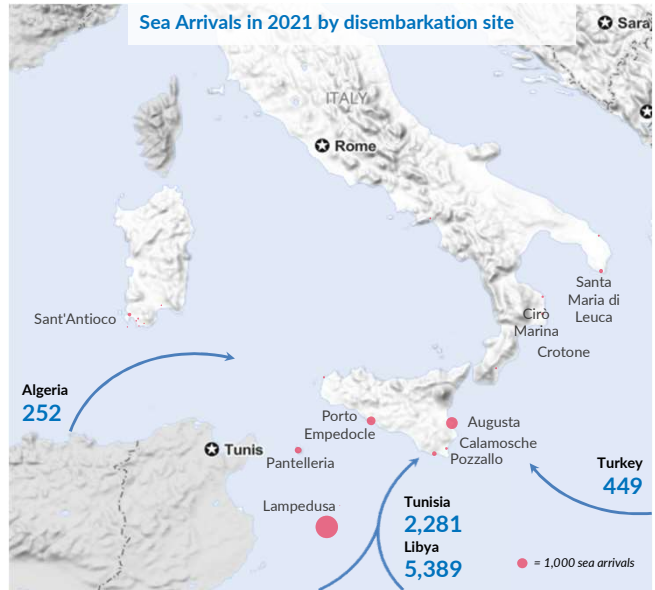 Sea Arrivals in 2021 by disembarkation site
Saraj
ITALY
Rome
Santa
Maria di
Leuca
Sant'Antioco
Cirò
Marina
Crotone
Algeria
252
Porto
Empedocle
Augusta
Calamosche
Pozzallo
Tunis
Pantelleria
Turkey
449
Lampedusa
Tunisia
2,281
Libya
5,389
= 1,000 sea arrivals